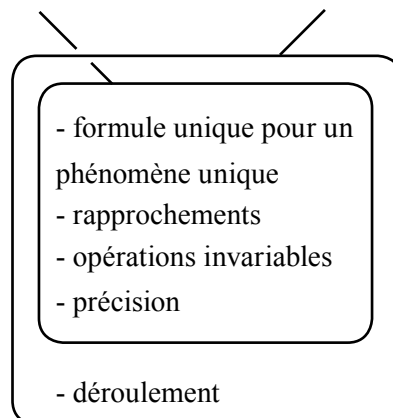 - formule unique pour un
phénomène unique
- rapprochements
- opérations invariables
- précision
- déroulement